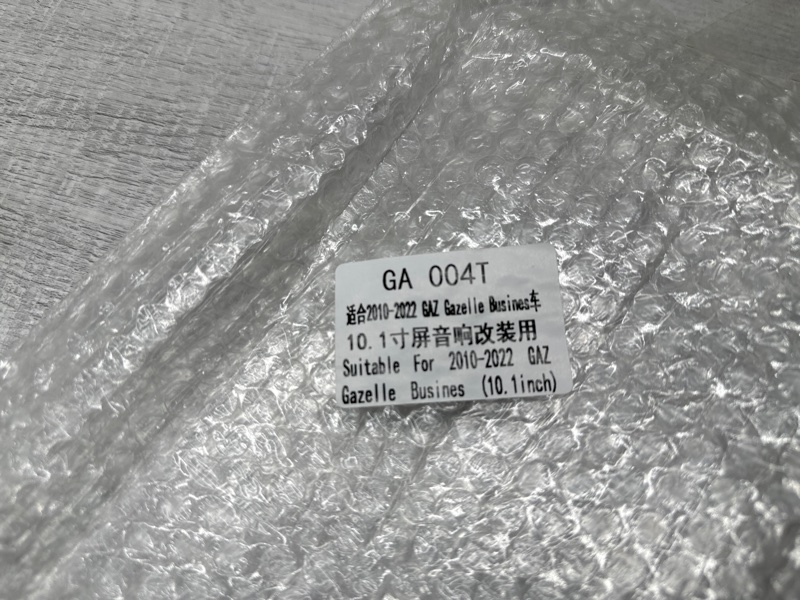 GA 004T
适合2010-2022 GAZ Gazelle Busines车
10.1寸屏音响改装用
Suitable For 2010-2022 GAZ
Gazelle Busines (10.1inch)